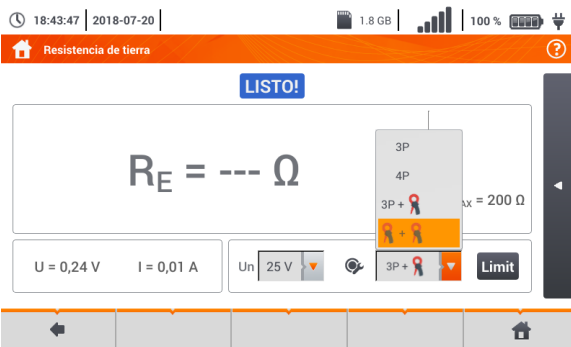 18:43:47 2018-07-20 1.8 GB 100 %
Resistencia de tierra ?
LISTO!
3P
4P
3P +
+
RE = --- Ω
= 200 Ω
U = 0,24 V I = 0,01 A Un 25 V 3P + Limit